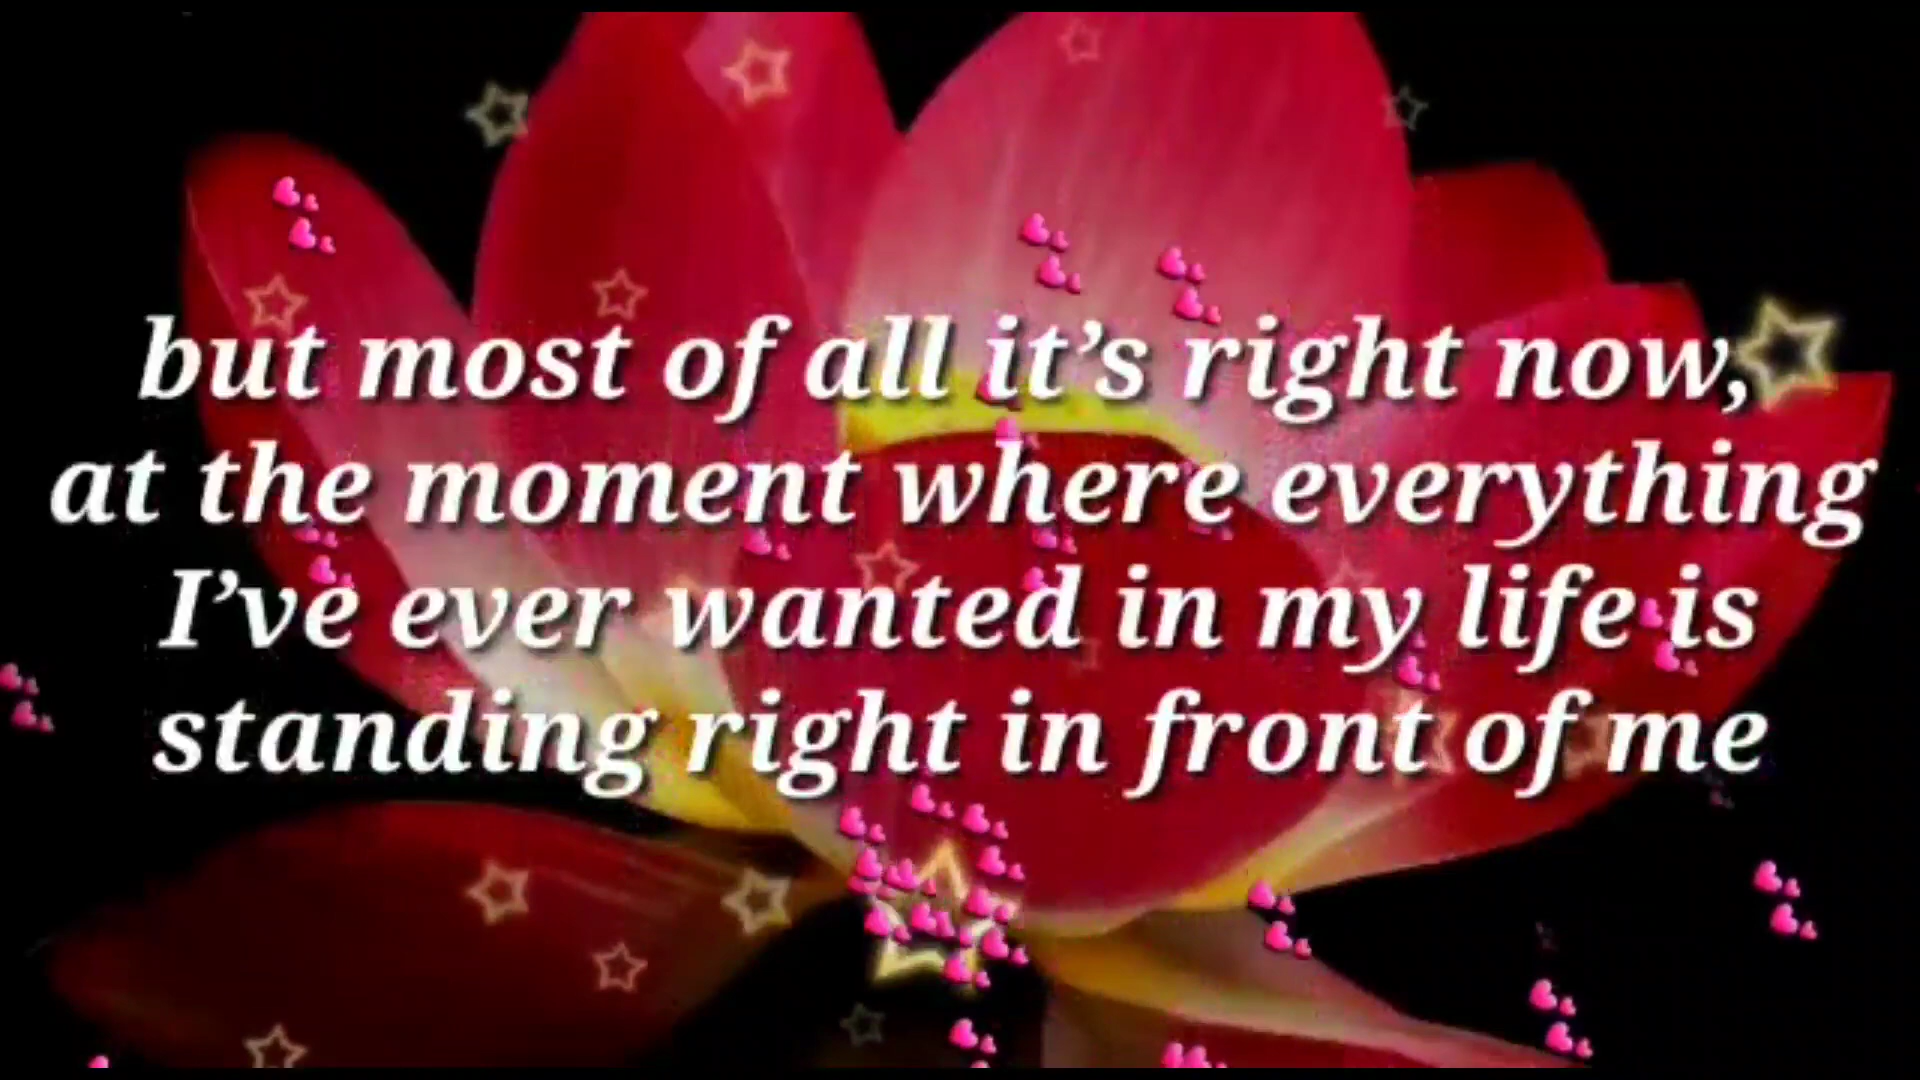 but most of all it’s right now,
at the moment where everything
I’ve ever wanted in my life is
standing right in front of me